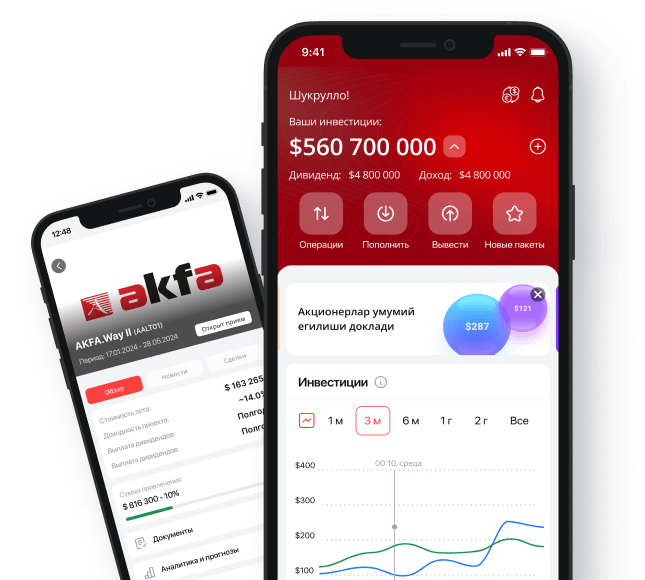 9:41
Шукрулло!
Ваши инвестиции:
$560 700 000
Дивиденд: $4 800 000 Доход: $4 800 000
Операции Пополнить Вывести Новые пакеты
Акционерлар умумий
егилиши доклади
$287
$121
Инвестиции
1 м 3 м 6 м 1 г 2 г Все
00:10, среда
$400
$300
$200
$100
12:48
akfa
AKFA.Way II (AALT01)
Период: 17.01.2024 - 28.05.2024
Открыт прием
Обзор Новости Сделки
Стоимость лота: $ 163 265
Доходность проекта: ~14.0%
Выплата дивидендов: Полгод
Выплата дивидендов: Полго
Сумма привлечения:
$ 816 300 - 10%
Документы
Аналитика и прогнозы